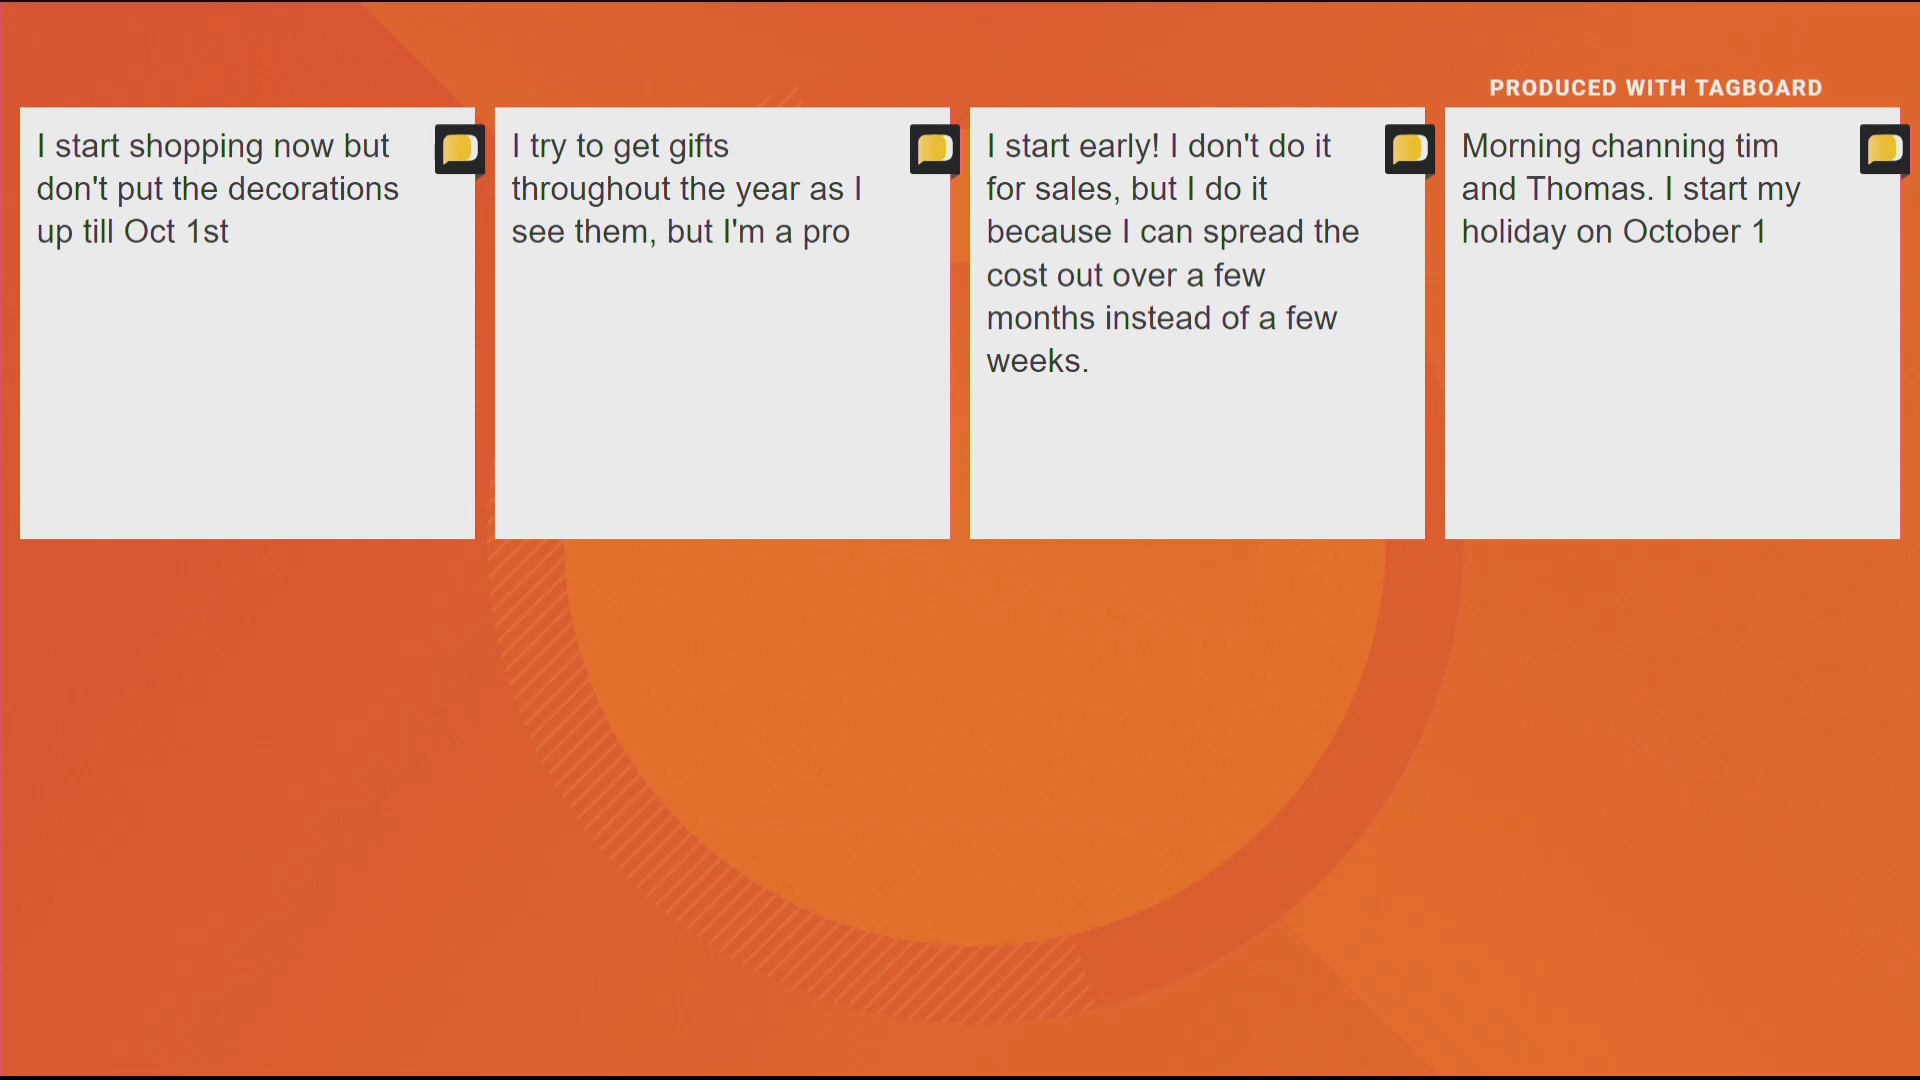 PRODUCED WITH TAGBOARD
I start shopping now but
don't put the decorations
up till Oct 1st
I try to get gifts
throughout the year as I
see them, but I'm a pro
I start early! I don't do it
for sales, but I do it
because I can spread the
cost out over a few
months instead of a few
weeks.
Morning channing tim
and Thomas. I start my
holiday on October 1